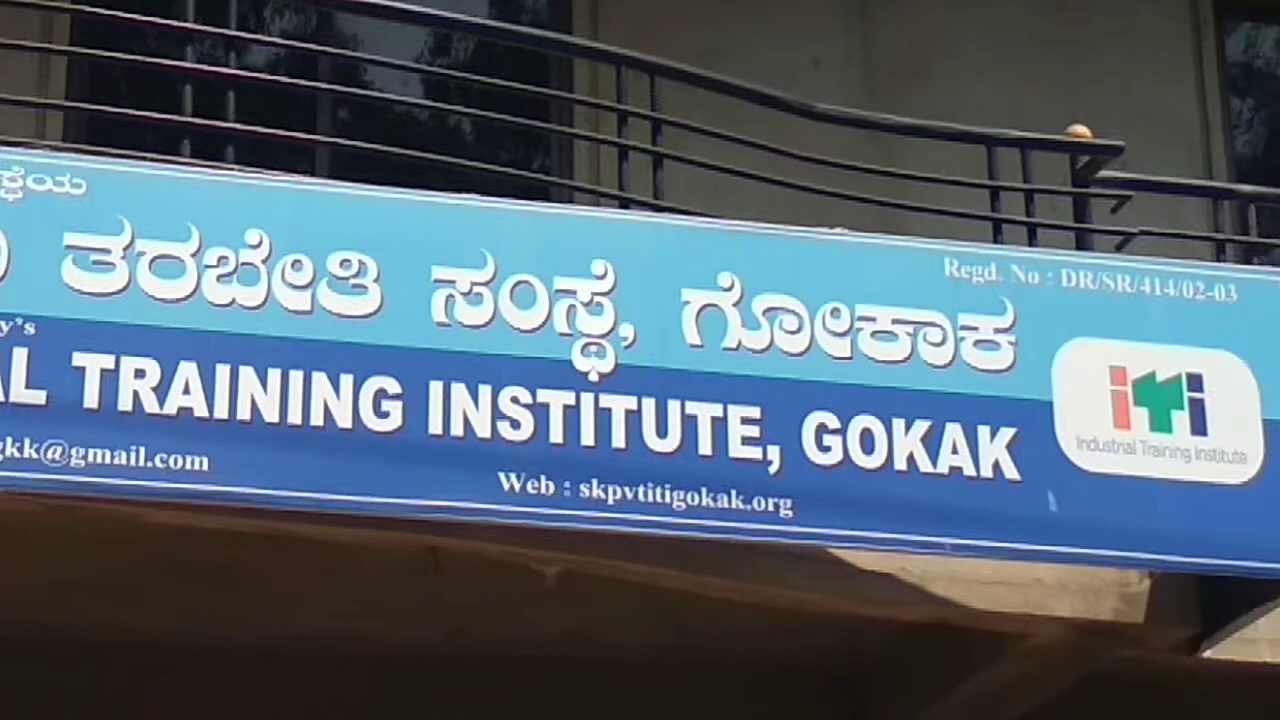 Regd. No : DR/SR/414/02-03
ತರಬೇತಿ ಸಂಸ್ಥೆ, ಗೋಕಾಕ
TRAINING INSTITUTE, GOKAK
iTi
Industrial Training Institute
gkk@gmail.com
Web : skpvtitigokak.org